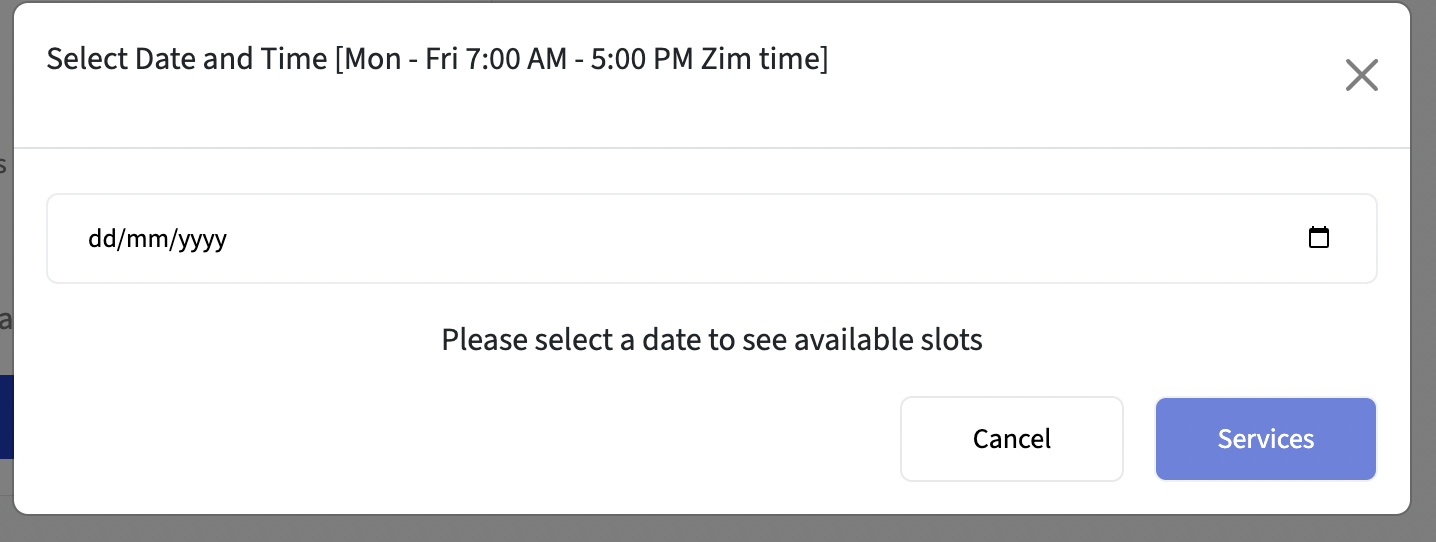 Select Date and Time [Mon - Fri 7:00 AM - 5:00 PM Zim time]
dd/mm/yyyy
Please select a date to see available slots
Cancel
Services